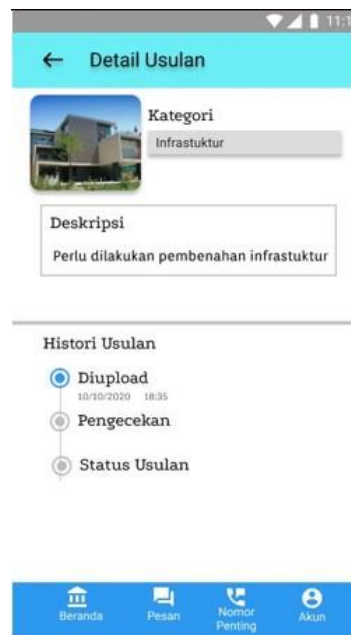 11:1
Detail Usulan
Kategori
Infrastuktur
Deskripsi
Perlu dilakukan pembenahan infrastuktur
Histori Usulan
Diupload
10/10/2020 18:35
Pengecekan
Status Usulan
Beranda
Pesan
Nomor
Penting
Akun